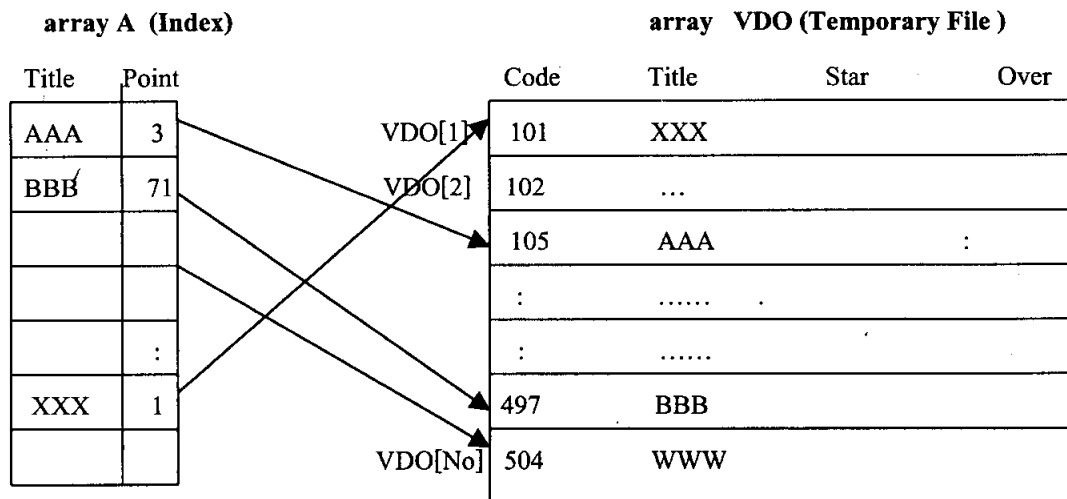 array A (Index)
array VDO (Temporary File )
Title Point
Code Title Star Over
AAA 3
VDO[1] 101 XXX
BBB 71
VDO[2] 102 ...
105 AAA :
: ...... .
: : ......
XXX 1
497 BBB
VDO[No] 504 WWW